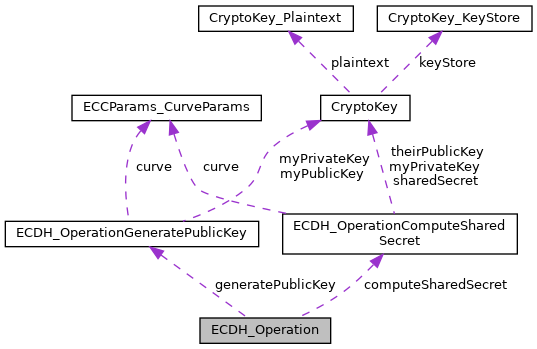 CryptoKey_Plaintext
CryptoKey_KeyStore
plaintext
keyStore
ECCParams_CurveParams
CryptoKey
curve
curve
myPrivateKey
myPublicKey
theirPublicKey
myPrivateKey
sharedSecret
ECDH_OperationGeneratePublicKey
ECDH_OperationComputeShared
Secret
generatePublicKey
computeSharedSecret
ECDH_Operation